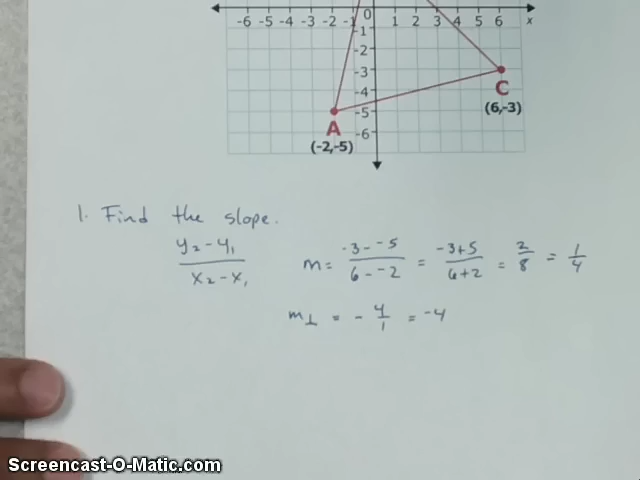 -6 -5 -4 -3 -2 -1 0 1 2 3 4 5 6 x
-1
-2
-3
-4
-5
-6
C
(6,-3)
A
(-2,-5)
1. Find the slope.
y₂-y₁
x₂-x₁
m = -3--5 / 6--2 = -3+5 / 6+2 = 2/8 = 1/4
m⊥ = -4/1 = -4
Screencast-O-Matic.com